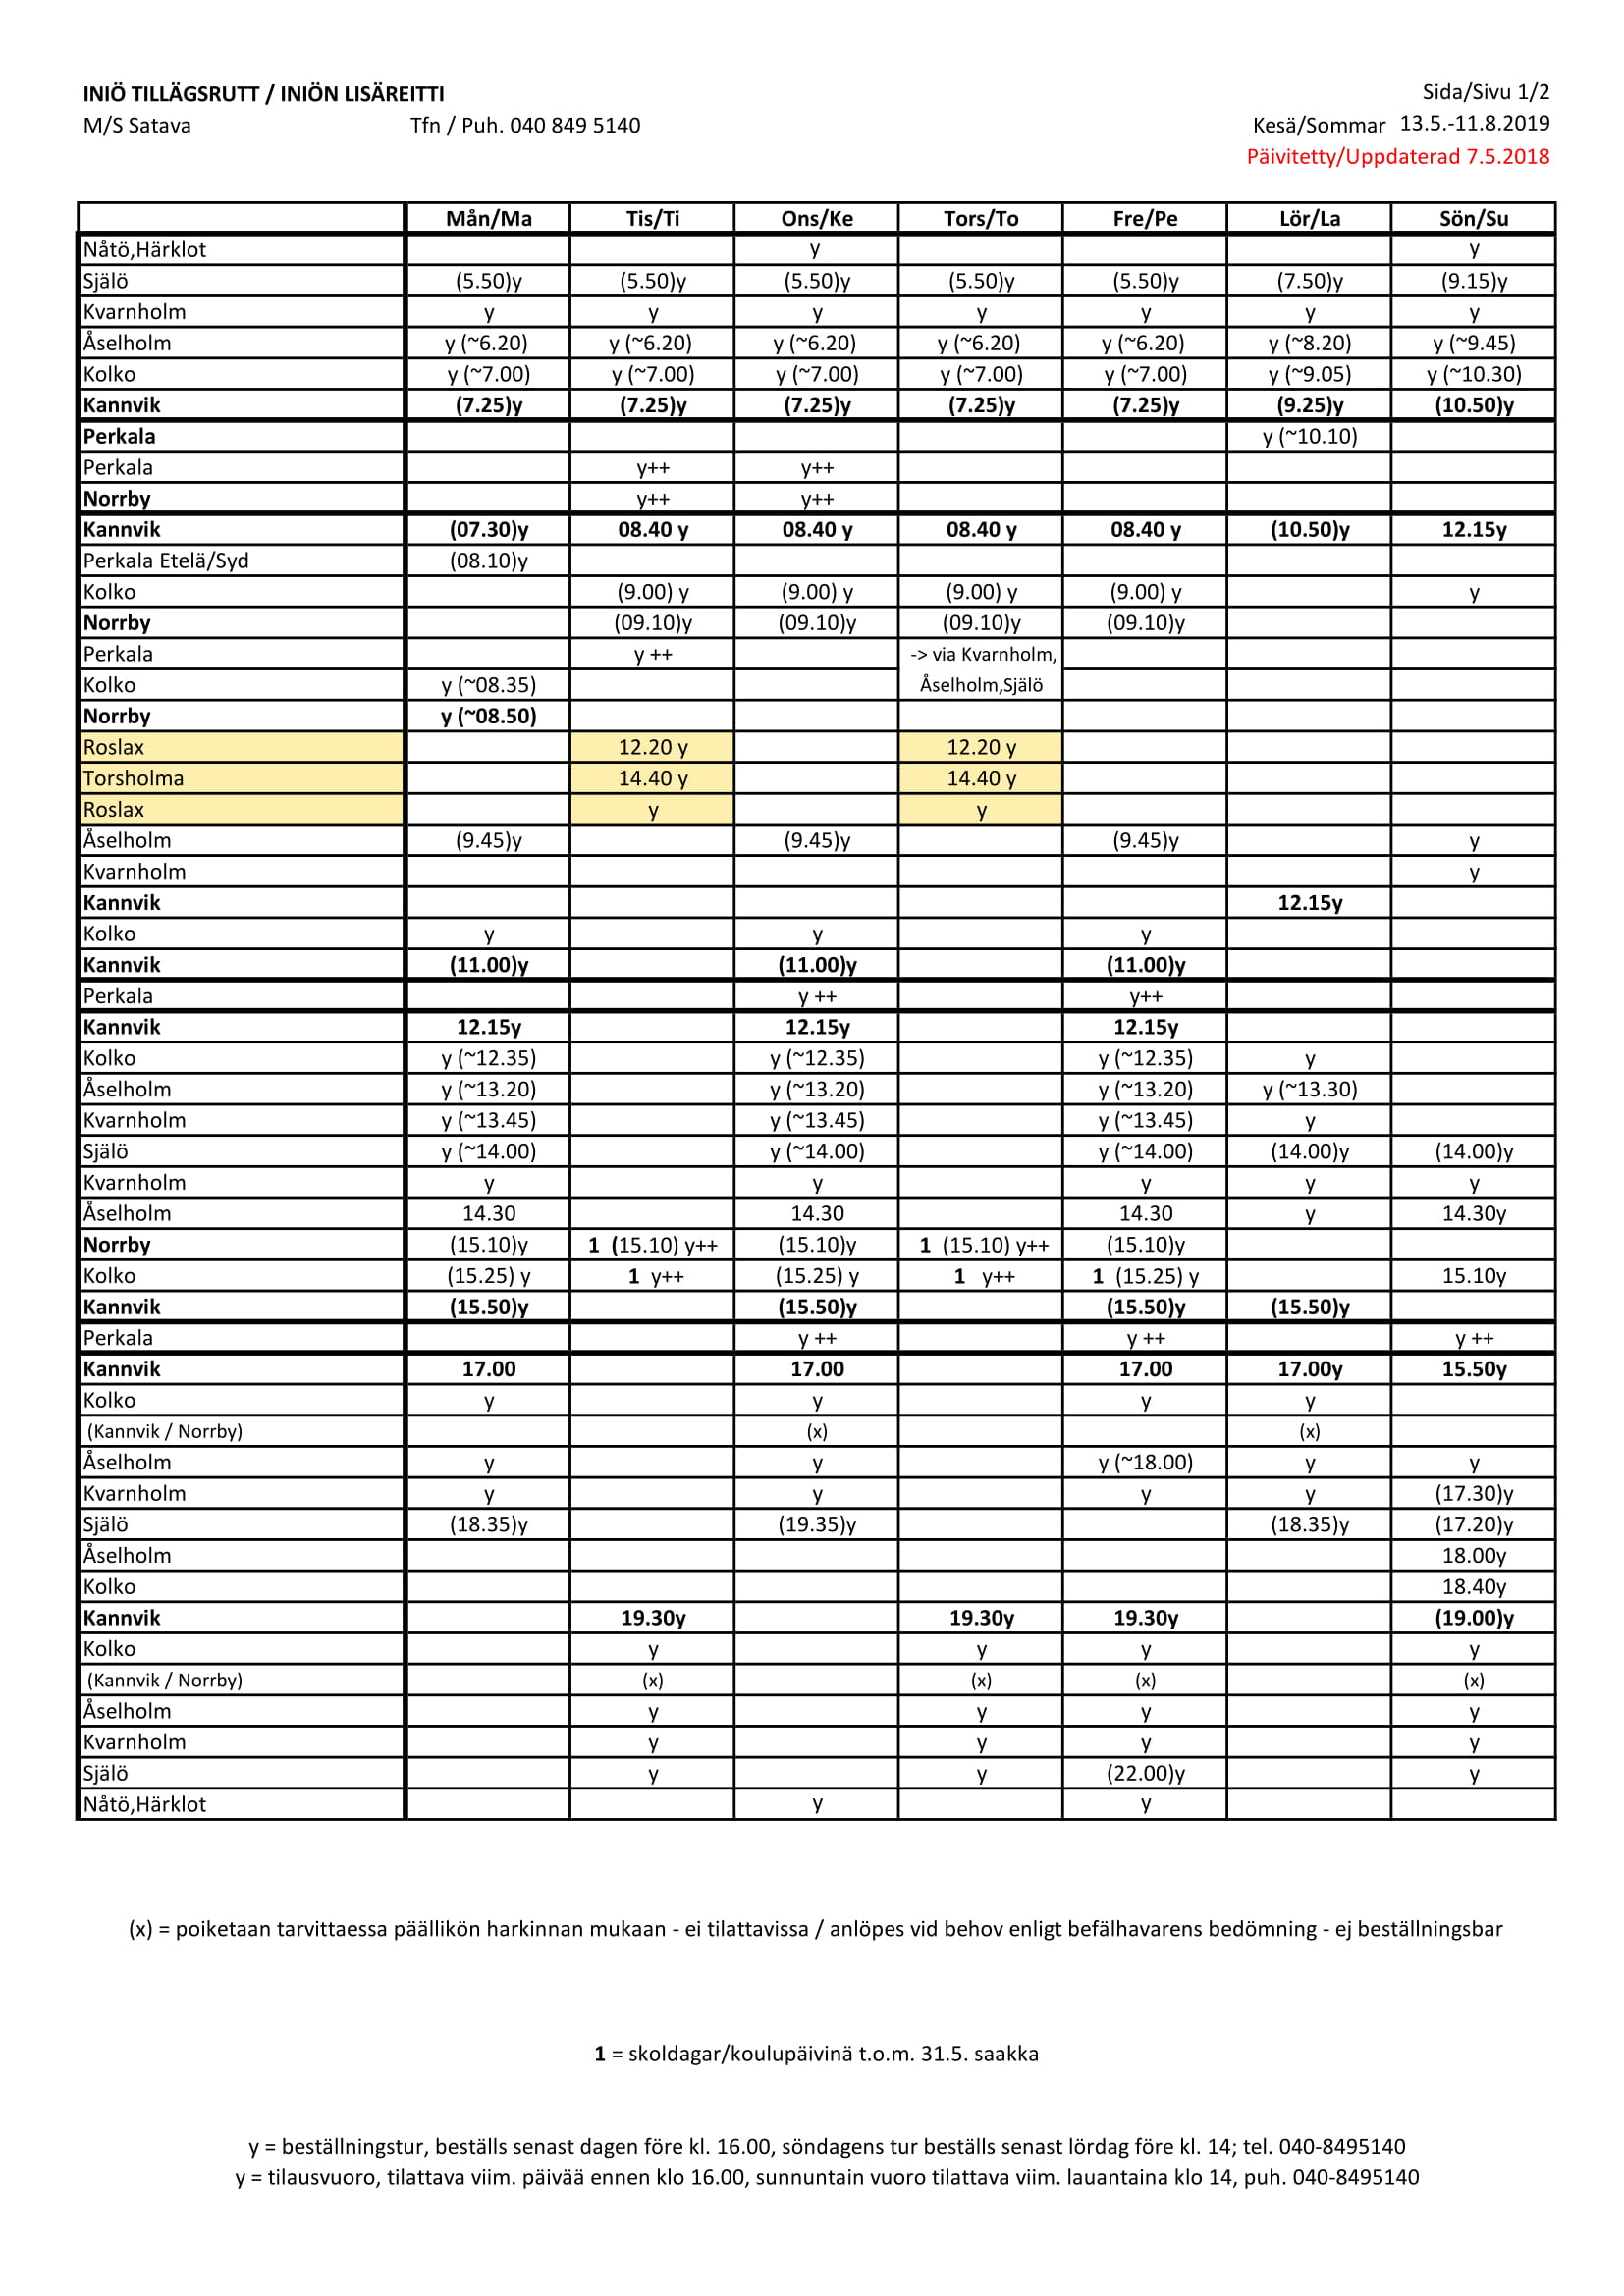 INIÖ TILLÄGSRUTT / INIÖN LISÄREITTI Sida/Sivu 1/2
M/S Satava Tfn / Puh. 040 849 5140 Kesä/Sommar 13.5.-11.8.2019
Päivitetty/Uppdaterad 7.5.2018
Mån/Ma Tis/Ti Ons/Ke Tors/To Fre/Pe Lör/La Sön/Su
Nåtö,Härklot y y
Själö (5.50)y (5.50)y (5.50)y (5.50)y (5.50)y (7.50)y (9.15)y
Kvarnholm y y y y y y y
Åselholm y (~6.20) y (~6.20) y (~6.20) y (~6.20) y (~6.20) y (~8.20) y (~9.45)
Kolko y (~7.00) y (~7.00) y (~7.00) y (~7.00) y (~7.00) y (~9.05) y (~10.30)
Kannvik (7.25)y (7.25)y (7.25)y (7.25)y (7.25)y (9.25)y (10.50)y
Perkala y (~10.10)
Perkala y++ y++
Norrby y++ y++
Kannvik (07.30)y 08.40 y 08.40 y 08.40 y 08.40 y (10.50)y 12.15y
Perkala Etelä/Syd (08.10)y
Kolko (9.00) y (9.00) y (9.00) y (9.00) y y
Norrby (09.10)y (09.10)y (09.10)y (09.10)y
Perkala y ++ -> via Kvarnholm,
Kolko y (~08.35) Åselholm,Själö
Norrby y (~08.50)
Roslax 12.20 y 12.20 y
Torsholma 14.40 y 14.40 y
Roslax y y
Åselholm (9.45)y (9.45)y (9.45)y y
Kvarnholm y
Kannvik 12.15y
Kolko y y y
Kannvik (11.00)y (11.00)y (11.00)y
Perkala y ++ y++
Kannvik 12.15y 12.15y 12.15y
Kolko y (~12.35) y (~12.35) y (~12.35) y
Åselholm y (~13.20) y (~13.20) y (~13.20) y (~13.30)
Kvarnholm y (~13.45) y (~13.45) y (~13.45) y
Själö y (~14.00) y (~14.00) y (~14.00) (14.00)y (14.00)y
Kvarnholm y y y y y
Åselholm 14.30 14.30 14.30 y 14.30y
Norrby (15.10)y 1 (15.10) y++ (15.10)y 1 (15.10) y++ (15.10)y
Kolko (15.25) y 1 y++ (15.25) y 1 y++ 1 (15.25) y 15.10y
Kannvik (15.50)y (15.50)y (15.50)y (15.50)y
Perkala y ++ y ++ y ++
Kannvik 17.00 17.00 17.00 17.00y 15.50y
Kolko y y y y
(Kannvik / Norrby) (x) (x)
Åselholm y y y (~18.00) y y
Kvarnholm y y y y (17.30)y
Själö (18.35)y (19.35)y (18.35)y (17.20)y
Åselholm 18.00y
Kolko 18.40y
Kannvik 19.30y 19.30y 19.30y (19.00)y
Kolko y y y y
(Kannvik / Norrby) (x) (x) (x) (x)
Åselholm y y y y
Kvarnholm y y y y
Själö y y (22.00)y y
Nåtö,Härklot y y
(x) = poiketaan tarvittaessa päällikön harkinnan mukaan - ei tilattavissa / anlöpes vid behov enligt befälhavarens bedömning - ej beställningsbar
1 = skoldagar/koulupäivinä t.o.m. 31.5. saakka
y = beställningstur, beställs senast dagen före kl. 16.00, söndagens tur beställs senast lördag före kl. 14; tel. 040-8495140
y = tilausvuoro, tilattava viim. päivää ennen klo 16.00, sunnuntain vuoro tilattava viim. lauantaina klo 14, puh. 040-8495140